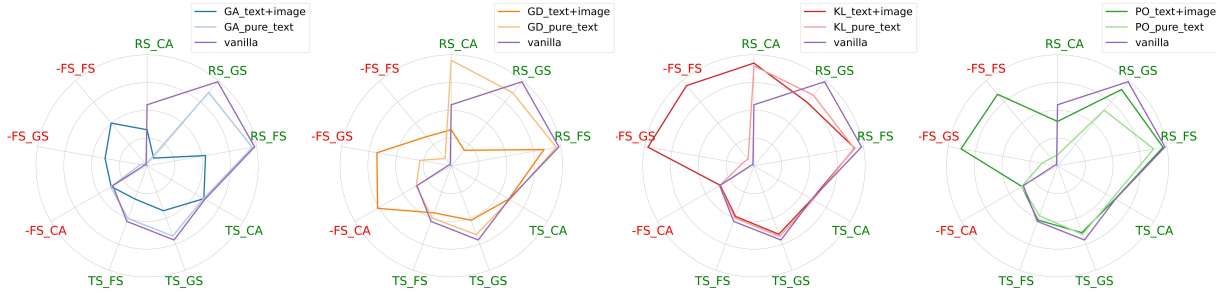 GA_text+image
GA_pure_text
vanilla
RS_CA
RS_GS
RS_FS
TS_CA
TS_GS
TS_FS
-FS_CA
-FS_GS
-FS_FS
GD_text+image
GD_pure_text
vanilla
RS_CA
RS_GS
RS_FS
TS_CA
TS_GS
TS_FS
-FS_CA
-FS_GS
-FS_FS
KL_text+image
KL_pure_text
vanilla
RS_CA
RS_GS
RS_FS
TS_CA
TS_GS
TS_FS
-FS_CA
-FS_GS
-FS_FS
PO_text+image
PO_pure_text
vanilla
RS_CA
RS_GS
RS_FS
TS_CA
TS_GS
TS_FS
-FS_CA
-FS_GS
-FS_FS